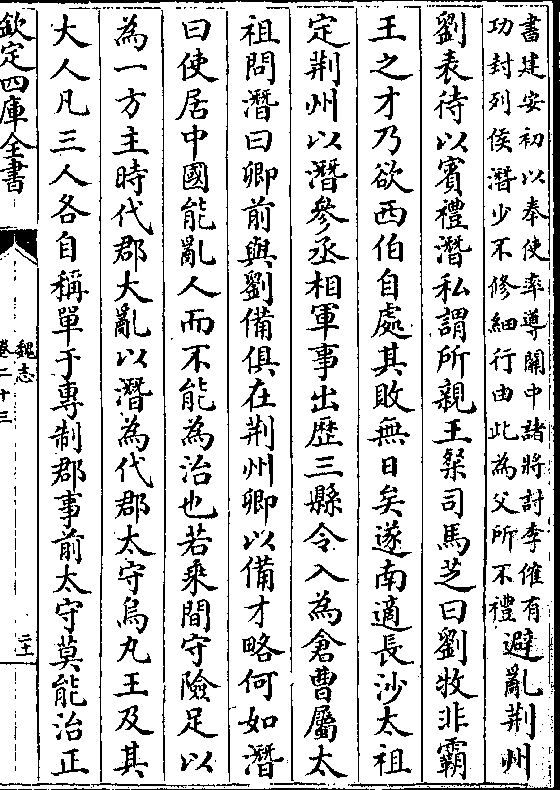 書建安初以奉使率導關中諸將討李傕有
功封列侯潛少不修細行由此為父所不禮
避亂荆州
劉表待以賓禮潛私謂所親王粲司馬芝曰劉牧非霸
王之才乃欲西伯自處其敗無日矣遂南適長沙太祖
定荆州以潛參丞相軍事出歴三縣令入為倉曹屬太
祖問潛曰卿前與劉備俱在荆州卿以備才略何如潛
曰使居中國能亂人而不能為治也若乘間守險足以
為一方主時代郡大亂以潛為代郡太守烏丸王及其
大人凡三人各自稱單于專制郡事前太守莫能治正
欽定四庫全書
魏志
卷二十三
二十